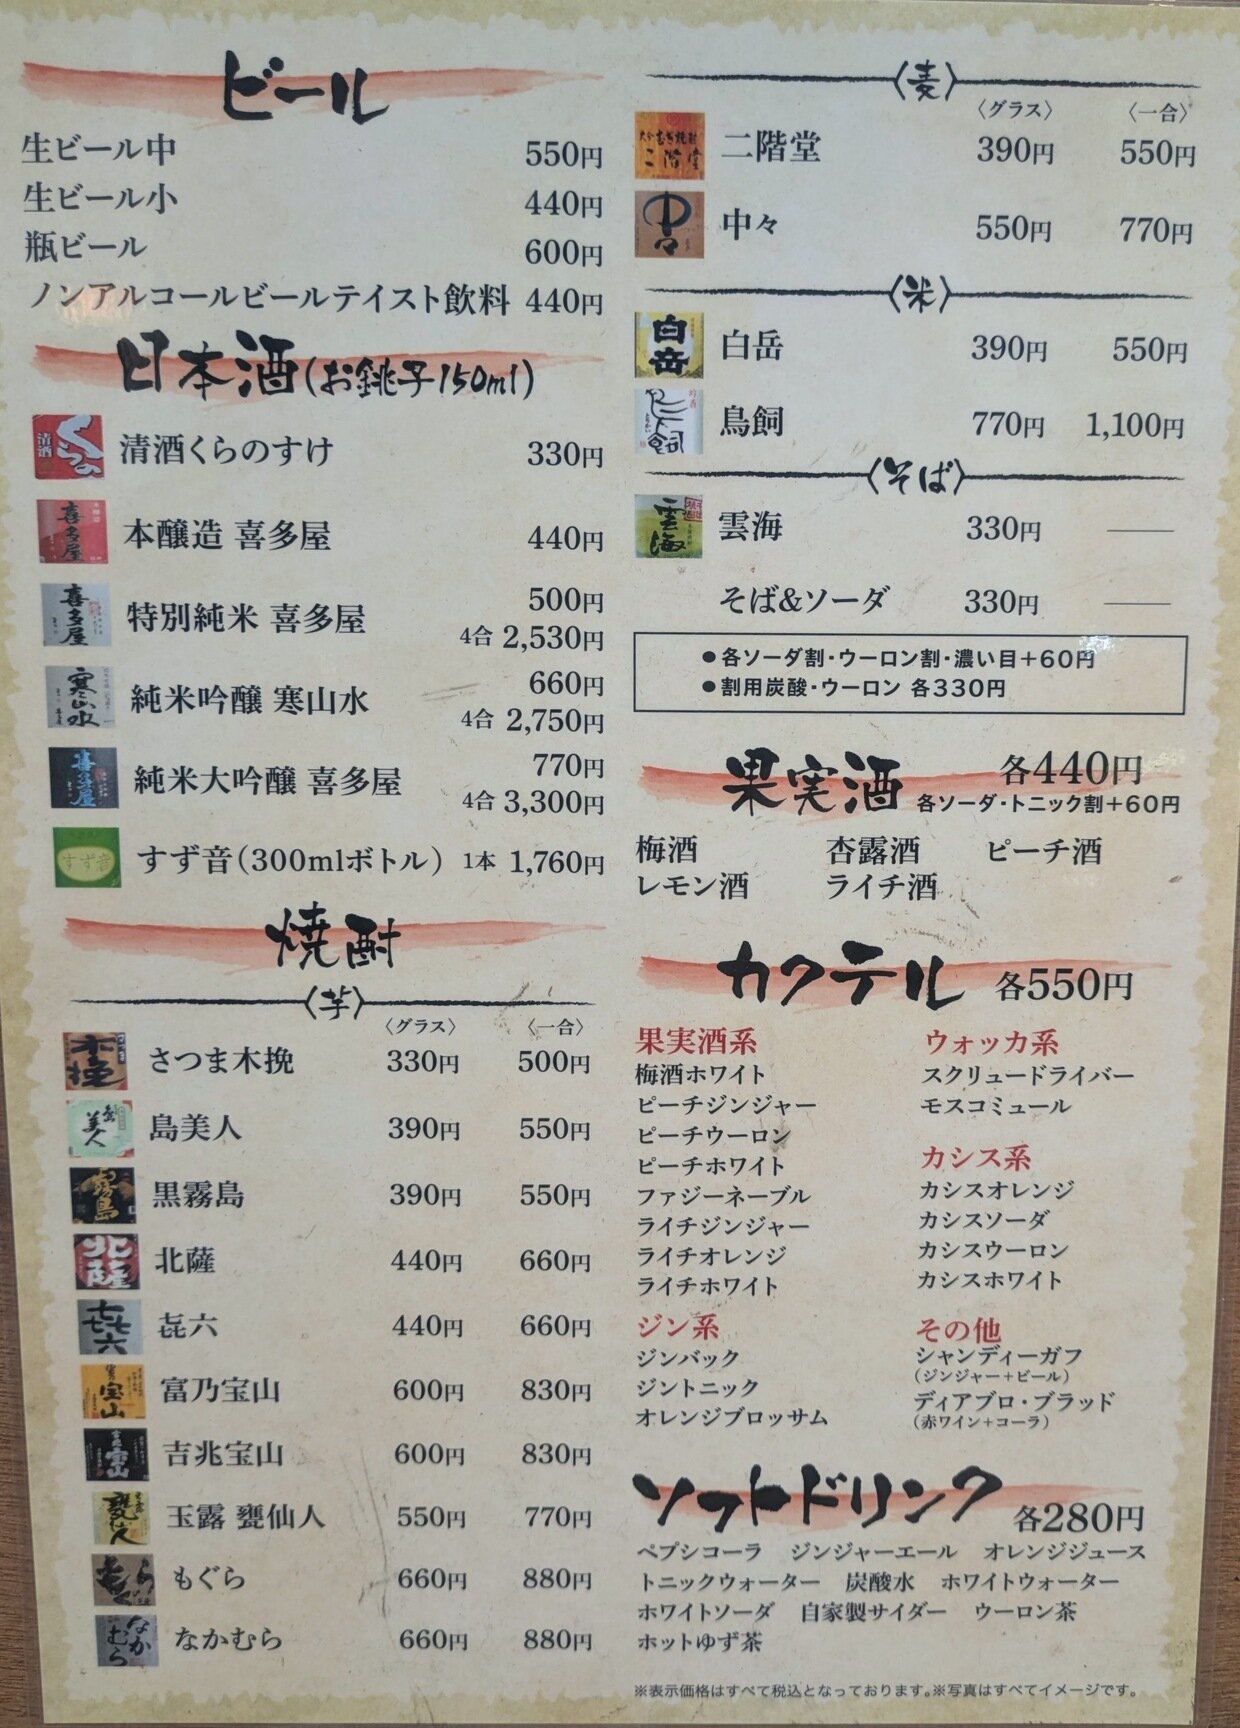 ビール
生ビール中 550円
生ビール小 440円
瓶ビール 600円
ノンアルコールビールテイスト飲料 440円
日本酒(お銚子150ml)
清酒くらのすけ 330円
本醸造 喜多屋 440円
特別純米 喜多屋 500円
4合 2,530円
純米吟醸 寒山水 660円
4合 2,750円
純米大吟醸 喜多屋 770円
4合 3,300円
すず音(300mlボトル) 1本 1,760円
焼酎
〈芋〉
〈グラス〉 〈一合〉
さつま木挽 330円 500円
島美人 390円 550円
黒霧島 390円 550円
北薩 440円 660円
㐂六 440円 660円
富乃宝山 600円 830円
吉兆宝山 600円 830円
玉露 甕仙人 550円 770円
もぐら 660円 880円
なかむら 660円 880円
〈麦〉
〈グラス〉 〈一合〉
二階堂 390円 550円
中々 550円 770円
〈米〉
白岳 390円 550円
鳥飼 770円 1,100円
〈そば〉
雲海 330円 ――
そば&ソーダ 330円 ――
●各ソーダ割・ウーロン割・濃い目+60円
●割用炭酸・ウーロン 各330円
果実酒 各440円
各ソーダ・トニック割+60円
梅酒 杏露酒 ピーチ酒
レモン酒 ライチ酒
カクテル 各550円
果実酒系
梅酒ホワイト
ピーチジンジャー
ピーチウーロン
ピーチホワイト
ファジーネーブル
ライチジンジャー
ライチオレンジ
ライチホワイト
ジン系
ジンバック
ジントニック
オレンジブロッサム
ウォッカ系
スクリュードライバー
モスコミュール
カシス系
カシスオレンジ
カシスソーダ
カシスウーロン
カシスホワイト
その他
シャンディーガフ
(ジンジャー+ビール)
ディアブロ・ブラッド
(赤ワイン+コーラ)
ソフトドリンク 各280円
ペプシコーラ ジンジャーエール オレンジジュース
トニックウォーター 炭酸水 ホワイトウォーター
ホワイトソーダ 自家製サイダー ウーロン茶
ホットゆず茶
※表示価格はすべて税込となっております。※写真はすべてイメージです。